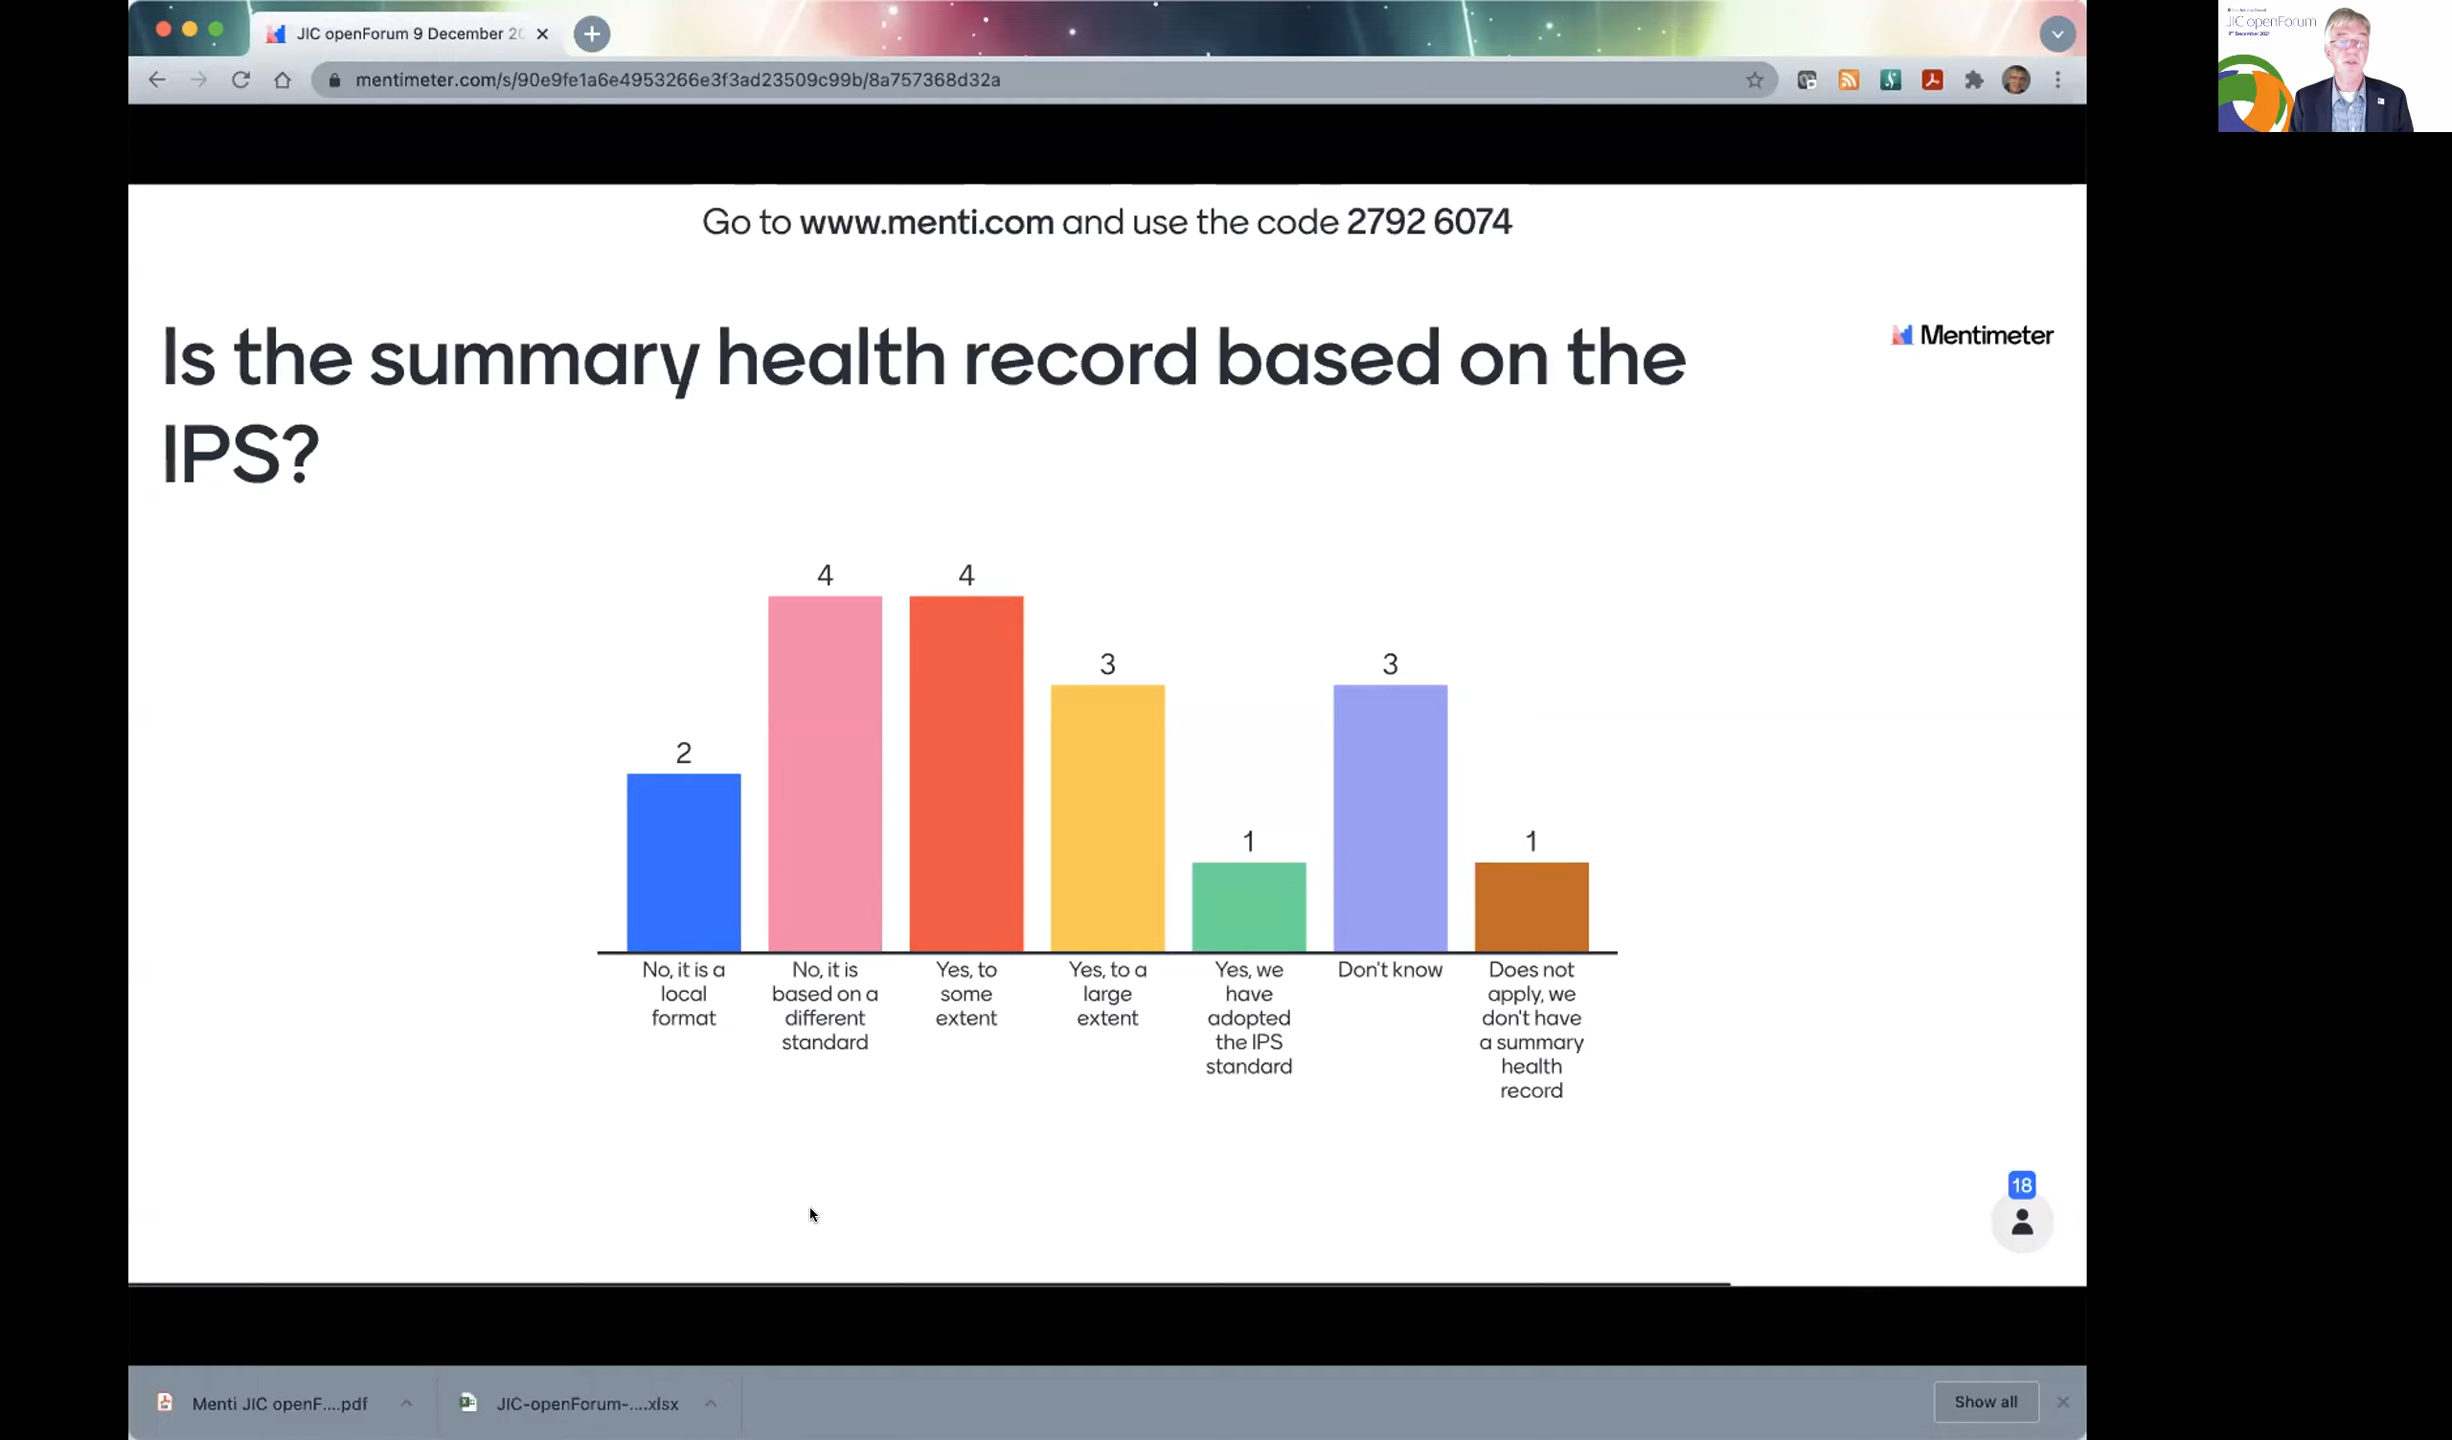 JIC openForum 9 December 20
mentimeter.com/s/90e9fe1a6e4953266e3f3ad23509c99b/8a757368d32a
JIC openForum
9th December 2021
Go to www.menti.com and use the code 2792 6074
Is the summary health record based on the
IPS?
Mentimeter
2
4
4
3
1
3
1
No, it is a
local
format
No, it is
based on a
different
standard
Yes, to
some
extent
Yes, to a
large
extent
Yes, we
have
adopted
the IPS
standard
Don't know
Does not
apply, we
don't have
a summary
health
record
18
Menti JIC openF....pdf
JIC-openForum-....xlsx
Show all